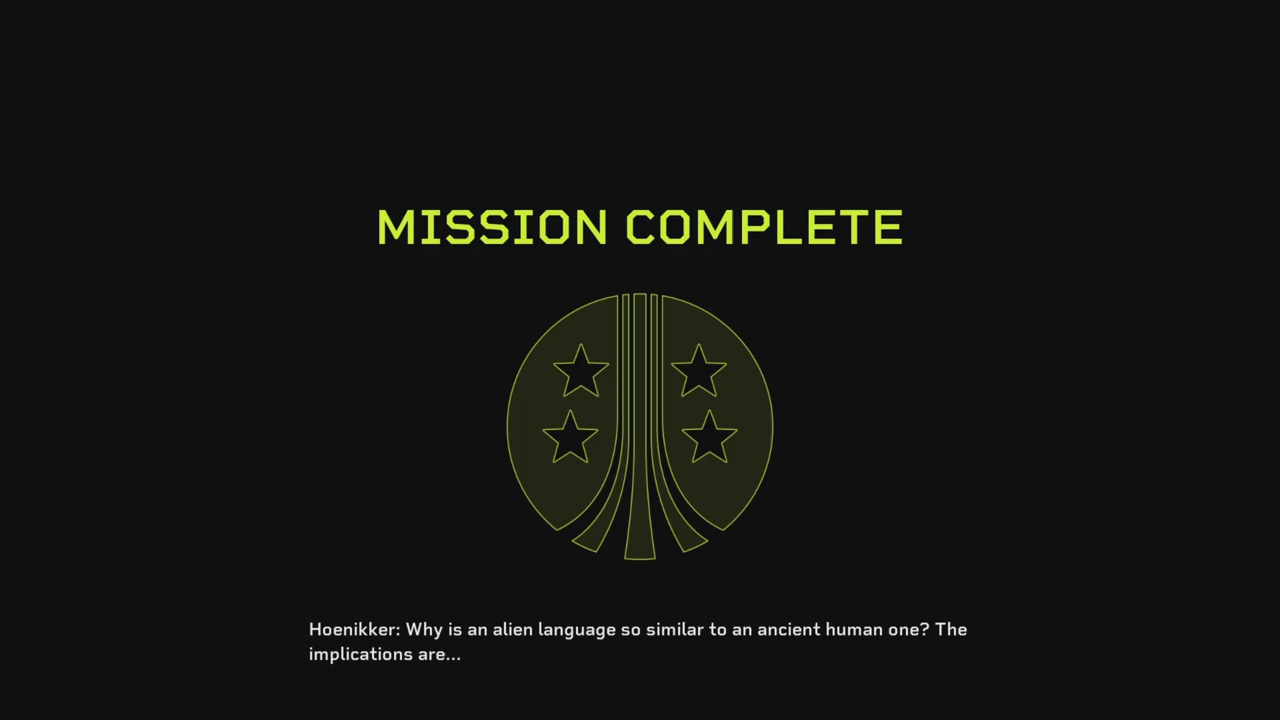 MISSION COMPLETE
Hoenikker: Why is an alien language so similar to an ancient human one? The
implications are...